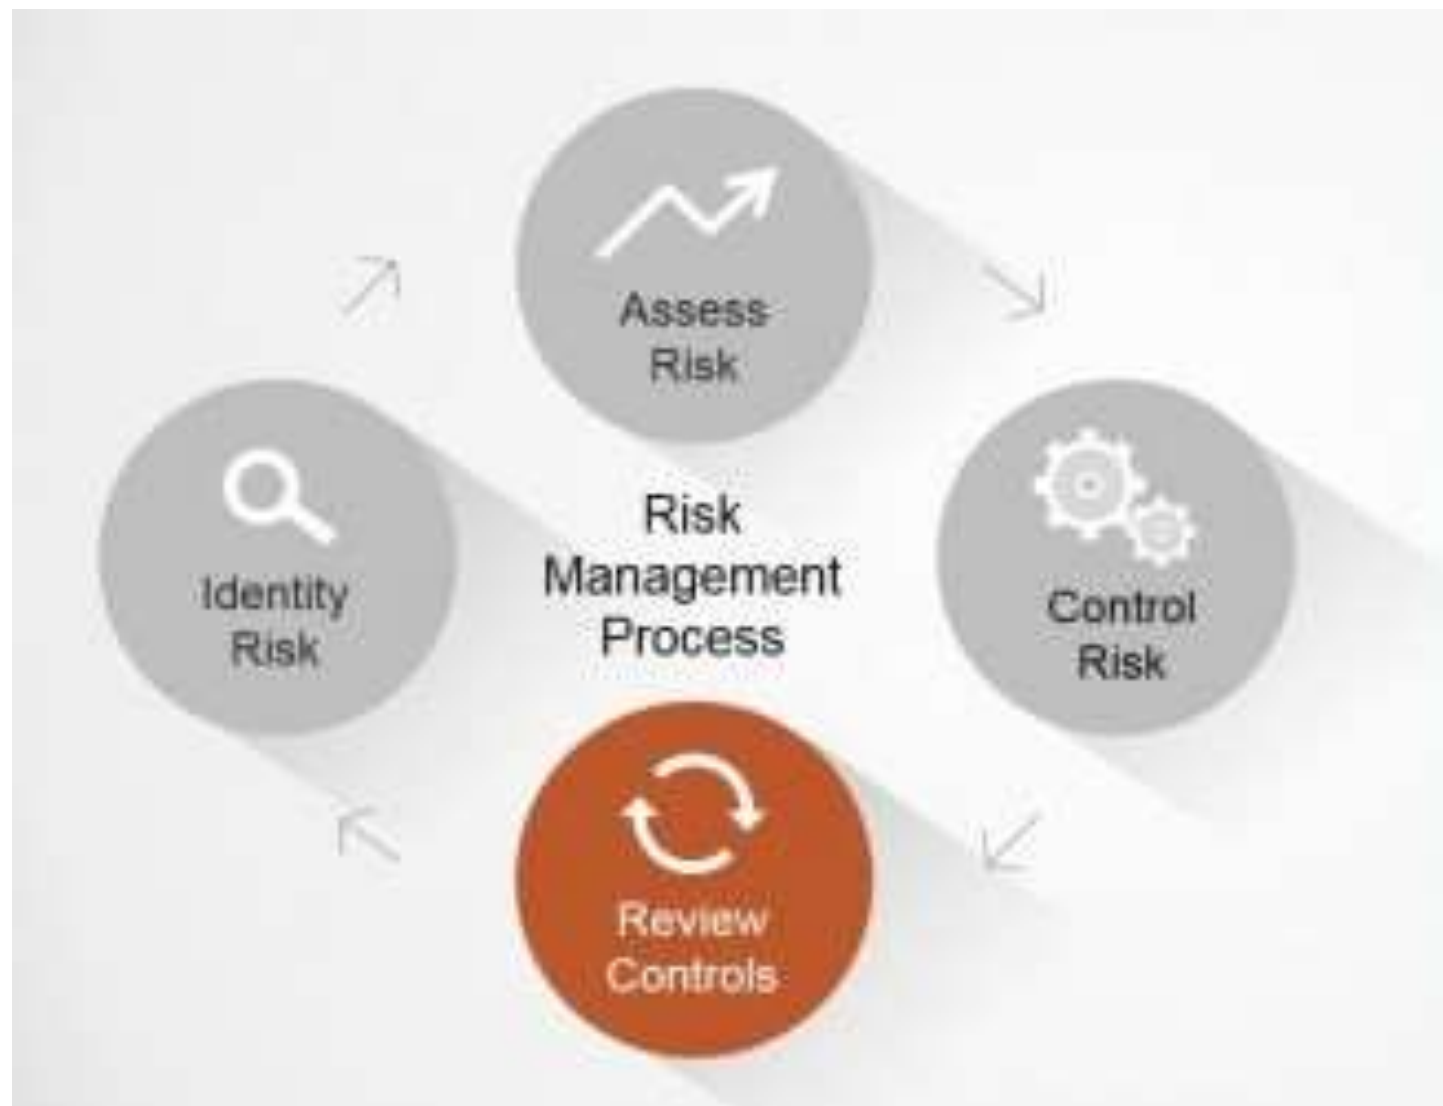 Assess
Risk
Identity
Risk
Risk
Management
Process
Control
Risk
Review
Controls